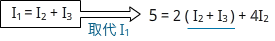 I₁ = I₂ + I₃
取代 I₁
5 = 2 ( I₂ + I₃ ) + 4I₂